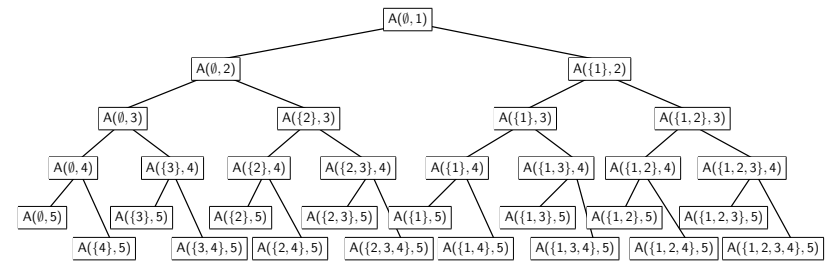 A(∅, 1)
A(∅, 2) A({1}, 2)
A(∅, 3) A({2}, 3) A({1}, 3) A({1, 2}, 3)
A(∅, 4) A({3}, 4) A({2}, 4) A({2, 3}, 4) A({1}, 4) A({1, 3}, 4) A({1, 2}, 4) A({1, 2, 3}, 4)
A(∅, 5) A({3}, 5) A({2}, 5) A({2, 3}, 5) A({1}, 5) A({1, 3}, 5) A({1, 2}, 5) A({1, 2, 3}, 5)
A({4}, 5) A({3, 4}, 5) A({2, 4}, 5) A({2, 3, 4}, 5) A({1, 4}, 5) A({1, 3, 4}, 5) A({1, 2, 4}, 5) A({1, 2, 3, 4}, 5)